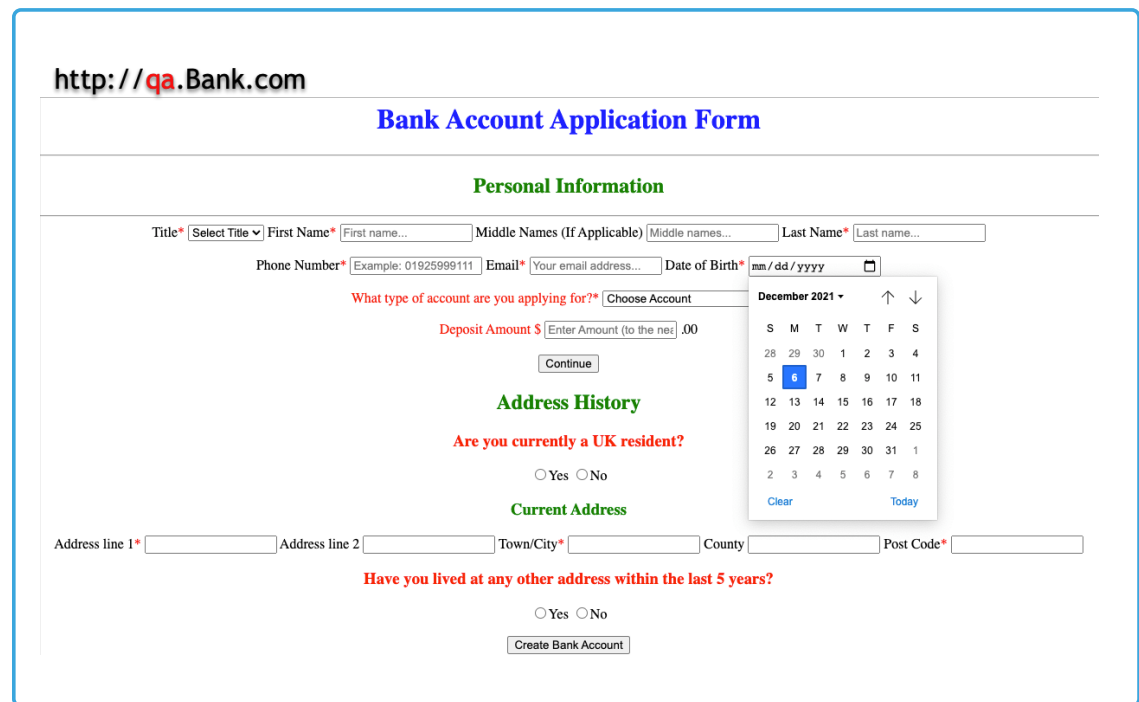 http://qa.Bank.com
Bank Account Application Form
Personal Information
Title* Select Title First Name* First name... Middle Names (If Applicable) Middle names... Last Name* Last name...
Phone Number* Example: 01925999111 Email* Your email address... Date of Birth* mm/dd/yyyy
What type of account are you applying for?* Choose Account
Deposit Amount $ Enter Amount (to the nea .00
Continue
December 2021
S M T W T F S
28 29 30 1 2 3 4
5 6 7 8 9 10 11
12 13 14 15 16 17 18
19 20 21 22 23 24 25
26 27 28 29 30 31 1
2 3 4 5 6 7 8
Clear Today
Address History
Are you currently a UK resident?
Yes No
Current Address
Address line 1* Address line 2 Town/City* County Post Code*
Have you lived at any other address within the last 5 years?
Yes No
Create Bank Account